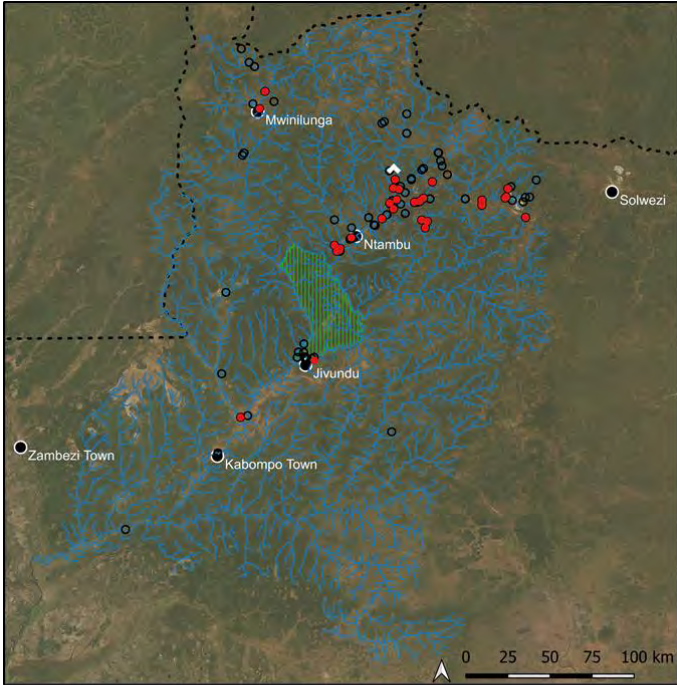 Mwinilunga
Solwezi
Ntambu
Jivundu
Zambezi Town
Kabompo Town
0 25 50 75 100 km